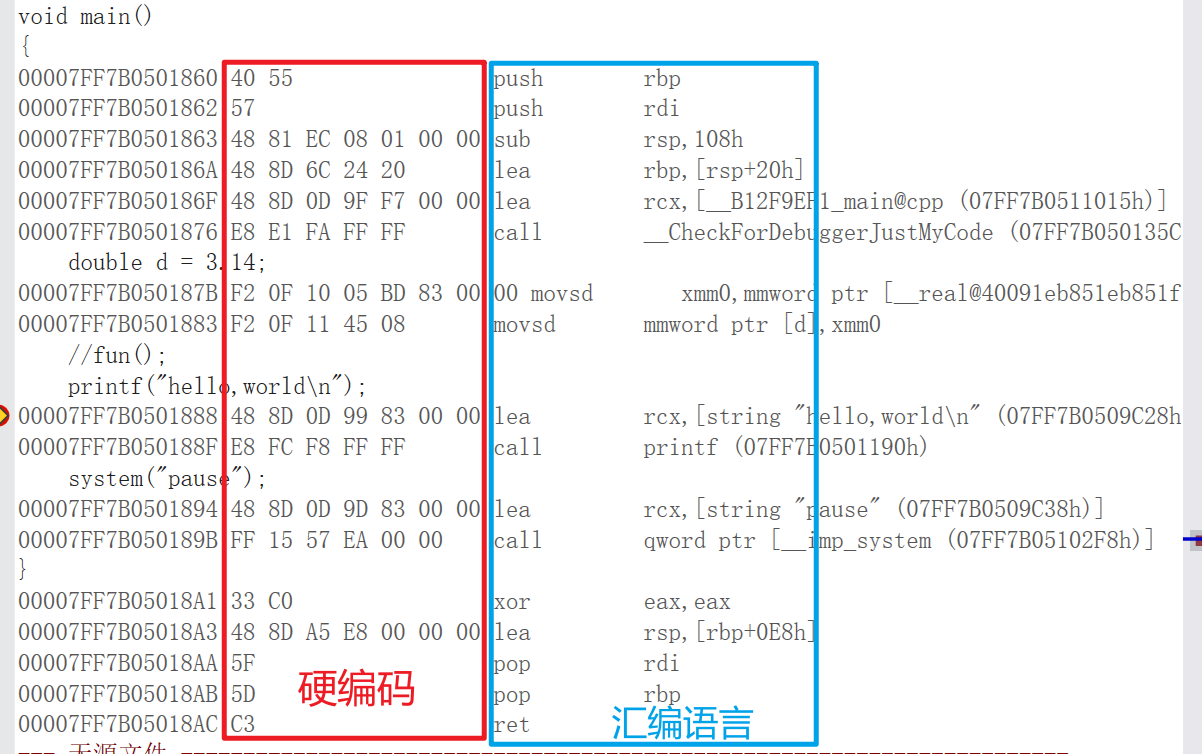 void main()
{
00007FF7B0501860 40 55 push rbp
00007FF7B0501862 57 push rdi
00007FF7B0501863 48 81 EC 08 01 00 00 sub rsp,108h
00007FF7B050186A 48 8D 6C 24 20 lea rbp,[rsp+20h]
00007FF7B050186F 48 8D 0D 9F F7 00 00 lea rcx,[__B12F9EF1_main@cpp (07FF7B0511015h)]
00007FF7B0501876 E8 E1 FA FF FF call __CheckForDebuggerJustMyCode (07FF7B050135C
double d = 3.14;
00007FF7B050187B F2 0F 10 05 BD 83 00 00 movsd xmm0,mmword ptr [__real@40091eb851eb851f
00007FF7B0501883 F2 0F 11 45 08 movsd mmword ptr [d],xmm0
//fun();
printf("hello,world\n");
00007FF7B0501888 48 8D 0D 99 83 00 00 lea rcx,[string "hello,world\n" (07FF7B0509C28h
00007FF7B050188F E8 FC F8 FF FF call printf (07FF7B0501190h)
system("pause");
00007FF7B0501894 48 8D 0D 9D 83 00 00 lea rcx,[string "pause" (07FF7B0509C38h)]
00007FF7B050189B FF 15 57 EA 00 00 call qword ptr [__imp_system (07FF7B05102F8h)]
}
00007FF7B05018A1 33 C0 xor eax,eax
00007FF7B05018A3 48 8D A5 E8 00 00 00 lea rsp,[rbp+0E8h]
00007FF7B05018AA 5F pop rdi
00007FF7B05018AB 5D pop rbp
00007FF7B05018AC C3 ret
硬编码
汇编语言
--- 无源文件 ---